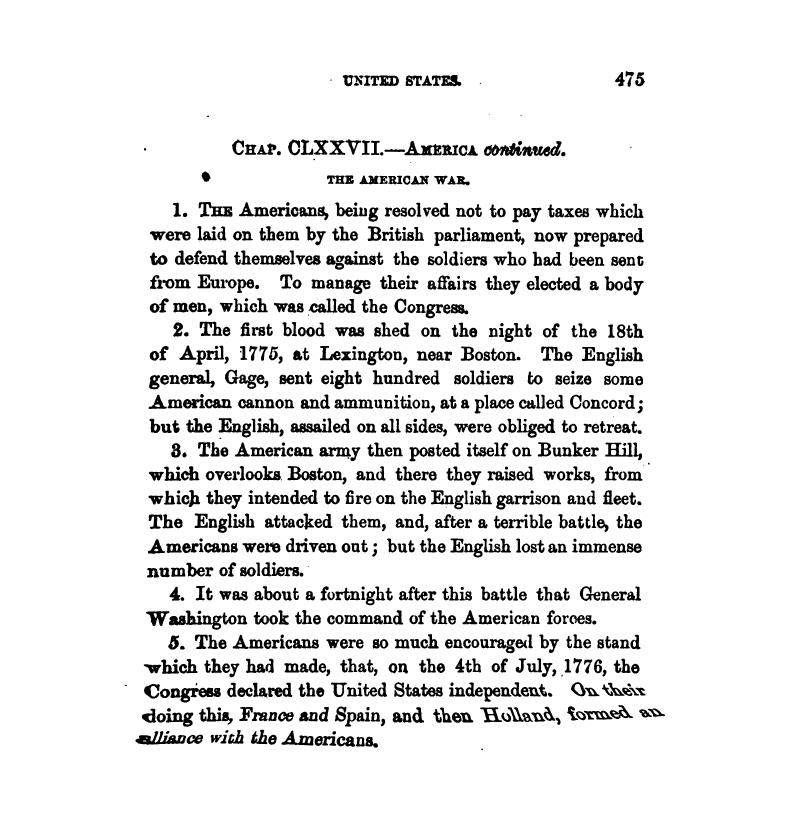 UNITED STATES. 475
CHAP. CLXXVII.—AMERICA continued.
THE AMERICAN WAR.
1. THE Americans, being resolved not to pay taxes which
were laid on them by the British parliament, now prepared
to defend themselves against the soldiers who had been sent
from Europe. To manage their affairs they elected a body
of men, which was called the Congress.
2. The first blood was shed on the night of the 18th
of April, 1775, at Lexington, near Boston. The English
general, Gage, sent eight hundred soldiers to seize some
American cannon and ammunition, at a place called Concord;
but the English, assailed on all sides, were obliged to retreat.
3. The American army then posted itself on Bunker Hill,
which overlooks Boston, and there they raised works, from
which they intended to fire on the English garrison and fleet.
The English attacked them, and, after a terrible battle, the
Americans were driven out; but the English lost an immense
number of soldiers.
4. It was about a fortnight after this battle that General
Washington took the command of the American forces.
5. The Americans were so much encouraged by the stand
which they had made, that, on the 4th of July, 1776, the
Congress declared the United States independent. On their
doing this, France and Spain, and then Holland, formed an
alliance with the Americans.